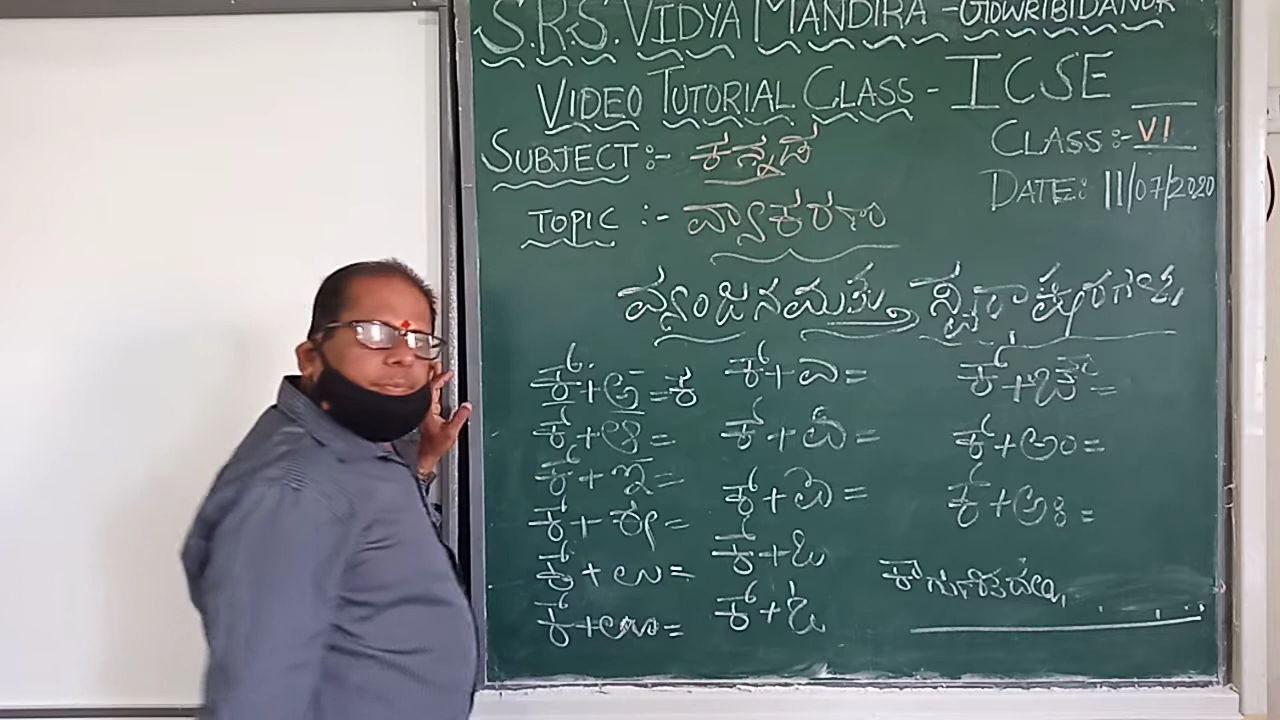 S.R.S. VIDYA MANDIRA - GOWRIBIDANUR
VIDEO TUTORIAL CLASS - ICSE
SUBJECT :- ಕನ್ನಡ
CLASS :- VI
DATE: 11/07/2020
TOPIC :- ವ್ಯಾಕರಣ
ವ್ಯಂಜನ ಮತ್ತು ಸ್ವರಾಕ್ಷರಗಳು
ಕ್+ಅ=ಕ
ಕ್+ಆ=
ಕ್+ಇ=
ಕ್+ಈ=
ಕ್+ಉ=
ಕ್+ಊ=
ಕ್+ಎ=
ಕ್+ಏ=
ಕ್+ಐ=
ಕ್+ಒ
ಕ್+ಓ
ಕ್+ಔ=
ಕ್+ಅಂ=
ಕ್+ಅಃ=